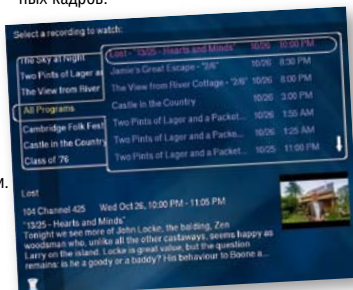 ных кадров.
Select a recording to watch:
The Sky at Night
Two Pints of Lager a
The View from River
All Programs
Cambridge Folk Fest
Castle in the Country
Class of '76
Lost - "13/25 - Hearts and Minds" 10/26 10:00 PM
Jamie's Great Escape - "2/6" 10/26 8:30 PM
The View from River Cottage - "2/6" 10/26 8:00 PM
Castle in the Country 10/26 3:00 PM
Two Pints of Lager and a Packet... 10/26 1:55 AM
Two Pints of Lager and a Packe... 10/26 1:25 AM
Two Pints of Lager and a Packet... 10/25 11:00 PM
м.
Lost
104 Channel 425 Wed Oct 26, 10:00 PM - 11:05 PM
"13/25 - Hearts and Minds"
Tonight we see more of John Locke, the balding, Zen
woodsman who, unlike all the other castaways, seems happy as
Larry on the island. Locke is great value, but the question
remains: is he a goody or a baddy? His behaviour to Boone a...